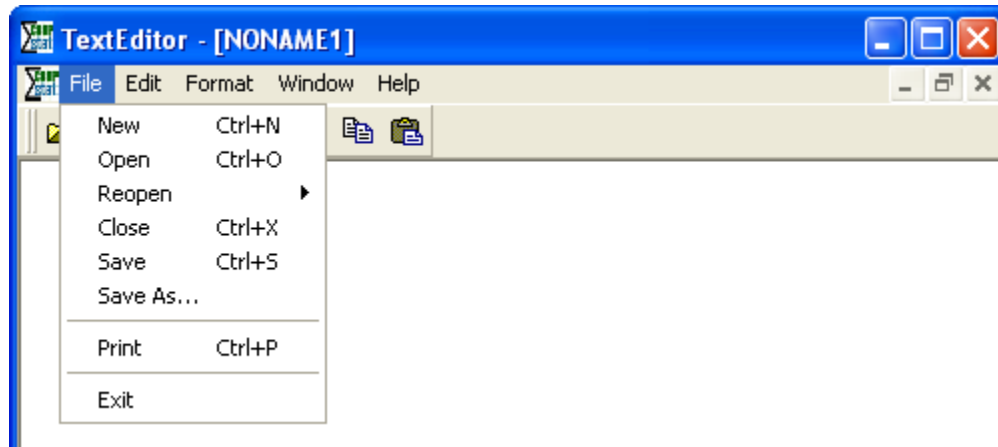 TextEditor - [NONAME1]
File Edit Format Window Help
New Ctrl+N
Open Ctrl+O
Reopen
Close Ctrl+X
Save Ctrl+S
Save As...
Print Ctrl+P
Exit